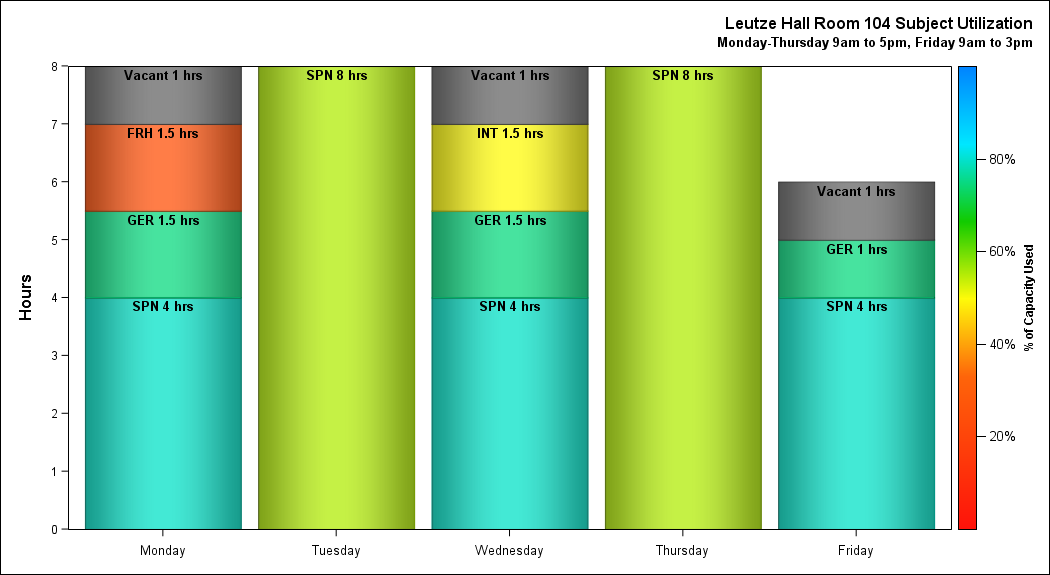 Leutze Hall Room 104 Subject Utilization
Monday-Thursday 9am to 5pm, Friday 9am to 3pm
Hours
8
7
6
5
4
3
2
1
0
Vacant 1 hrs
FRH 1.5 hrs
GER 1.5 hrs
SPN 4 hrs
SPN 8 hrs
Vacant 1 hrs
INT 1.5 hrs
GER 1.5 hrs
SPN 4 hrs
SPN 8 hrs
Vacant 1 hrs
GER 1 hrs
SPN 4 hrs
Monday
Tuesday
Wednesday
Thursday
Friday
80%
60%
40%
20%
% of Capacity Used